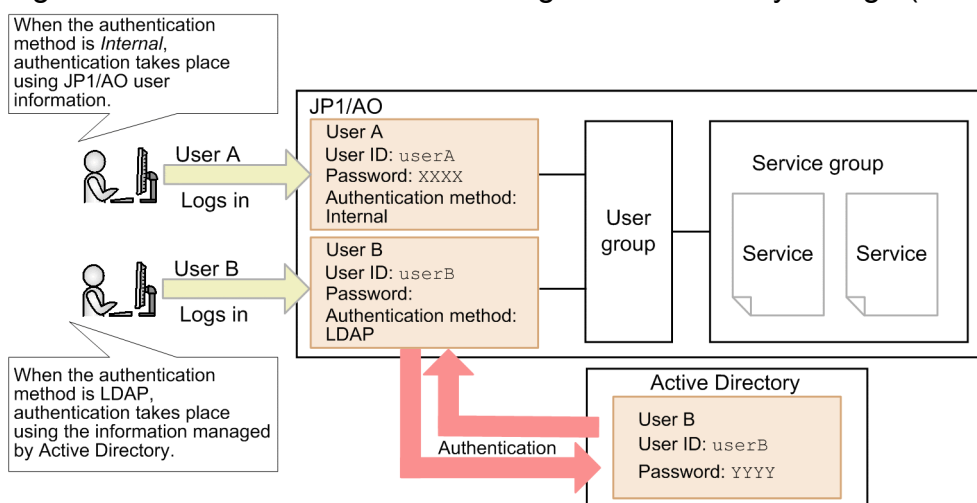 When the authentication
method is Internal,
authentication takes place
using JP1/AO user
information.
JP1/AO
User A
User ID: userA
Password: XXXX
Authentication method:
Internal
User A
Logs in
User B
User ID: userB
Password:
Authentication method:
LDAP
User B
Logs in
User
group
Service group
Service
Service
When the authentication
method is LDAP,
authentication takes place
using the information managed
by Active Directory.
Authentication
Active Directory
User B
User ID: userB
Password: YYYY